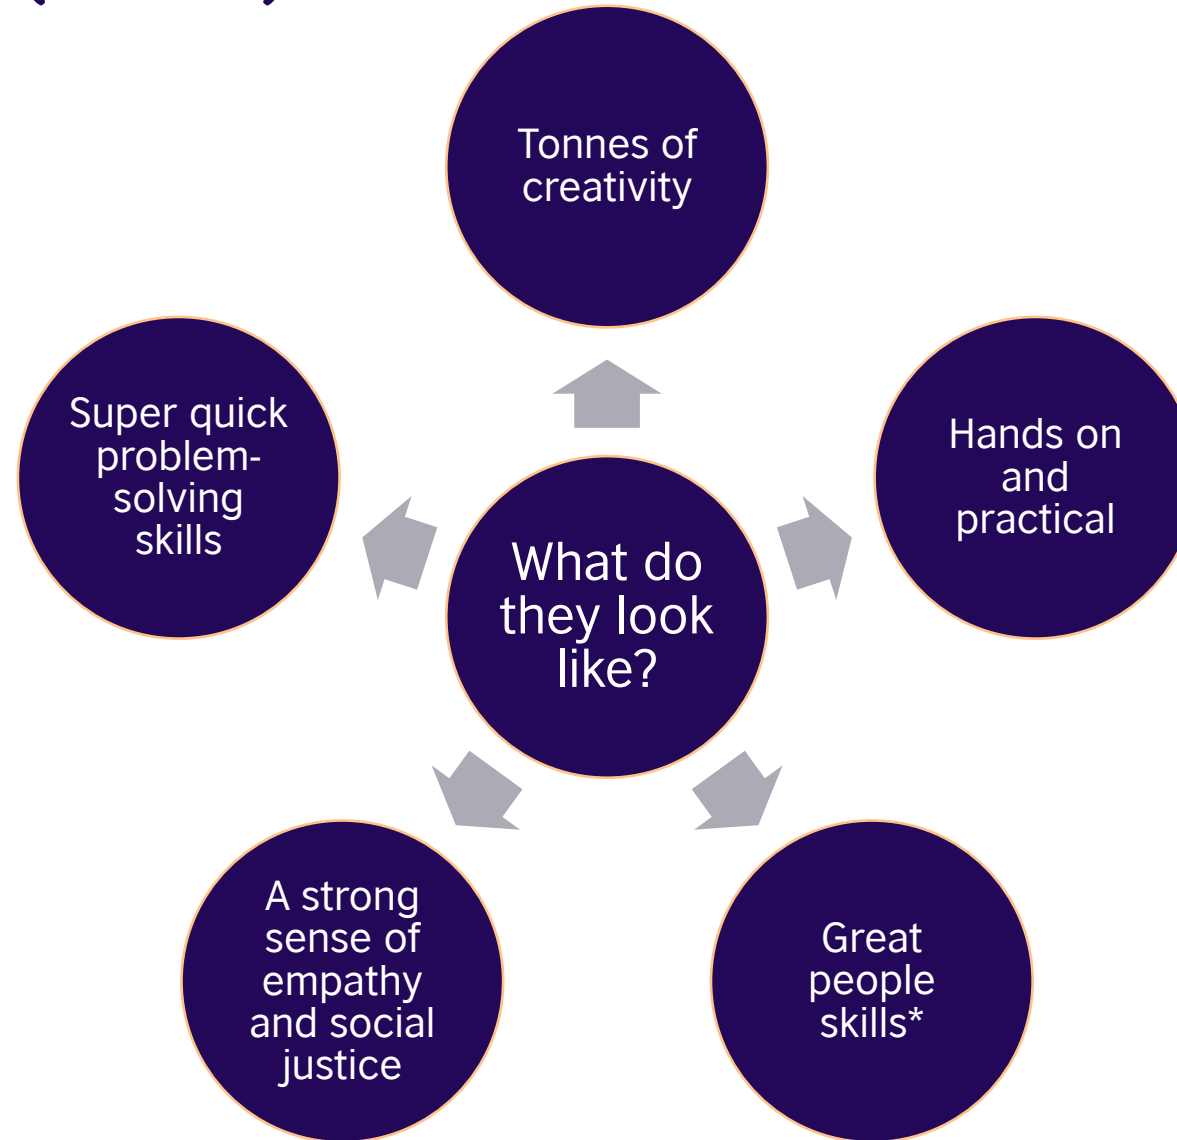 Tonnes of
creativity
Hands on
and
practical
Great
people
skills*
A strong
sense of
empathy
and social
justice
Super quick
problem-
solving
skills
What do
they look
like?